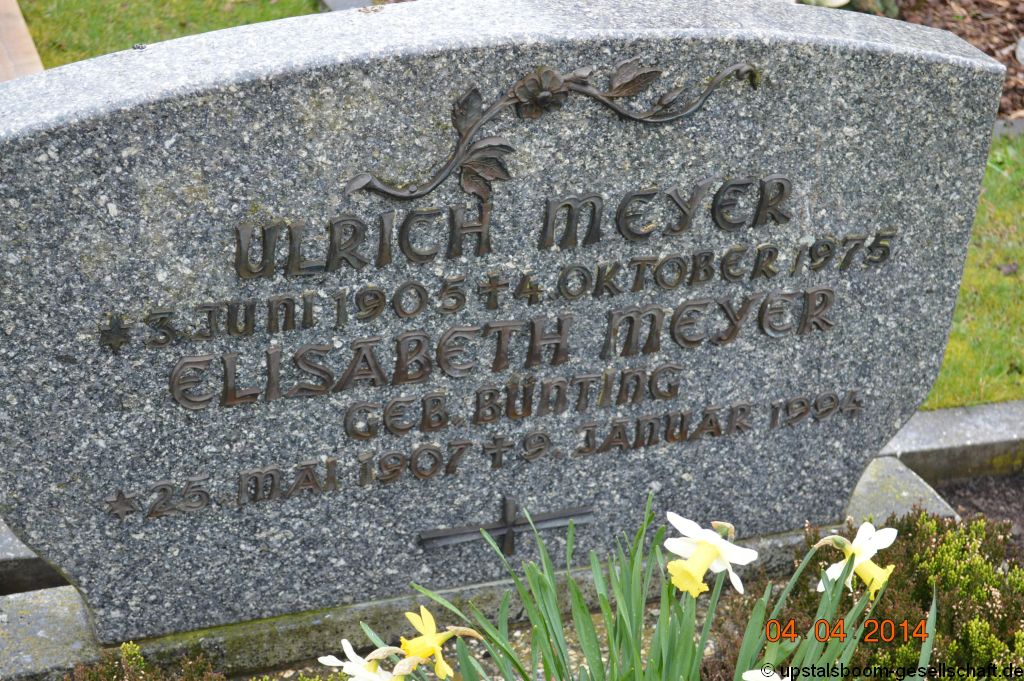 ULRICH MEYER
* 3. JUNI 1905 † 4. OKTOBER 1975
ELISABETH MEYER
GEB. BÜNTING
* 25. MAI 1907 † 9. JANUAR 1994
04.04.2014
© upstalsboom-gesellschaft.de